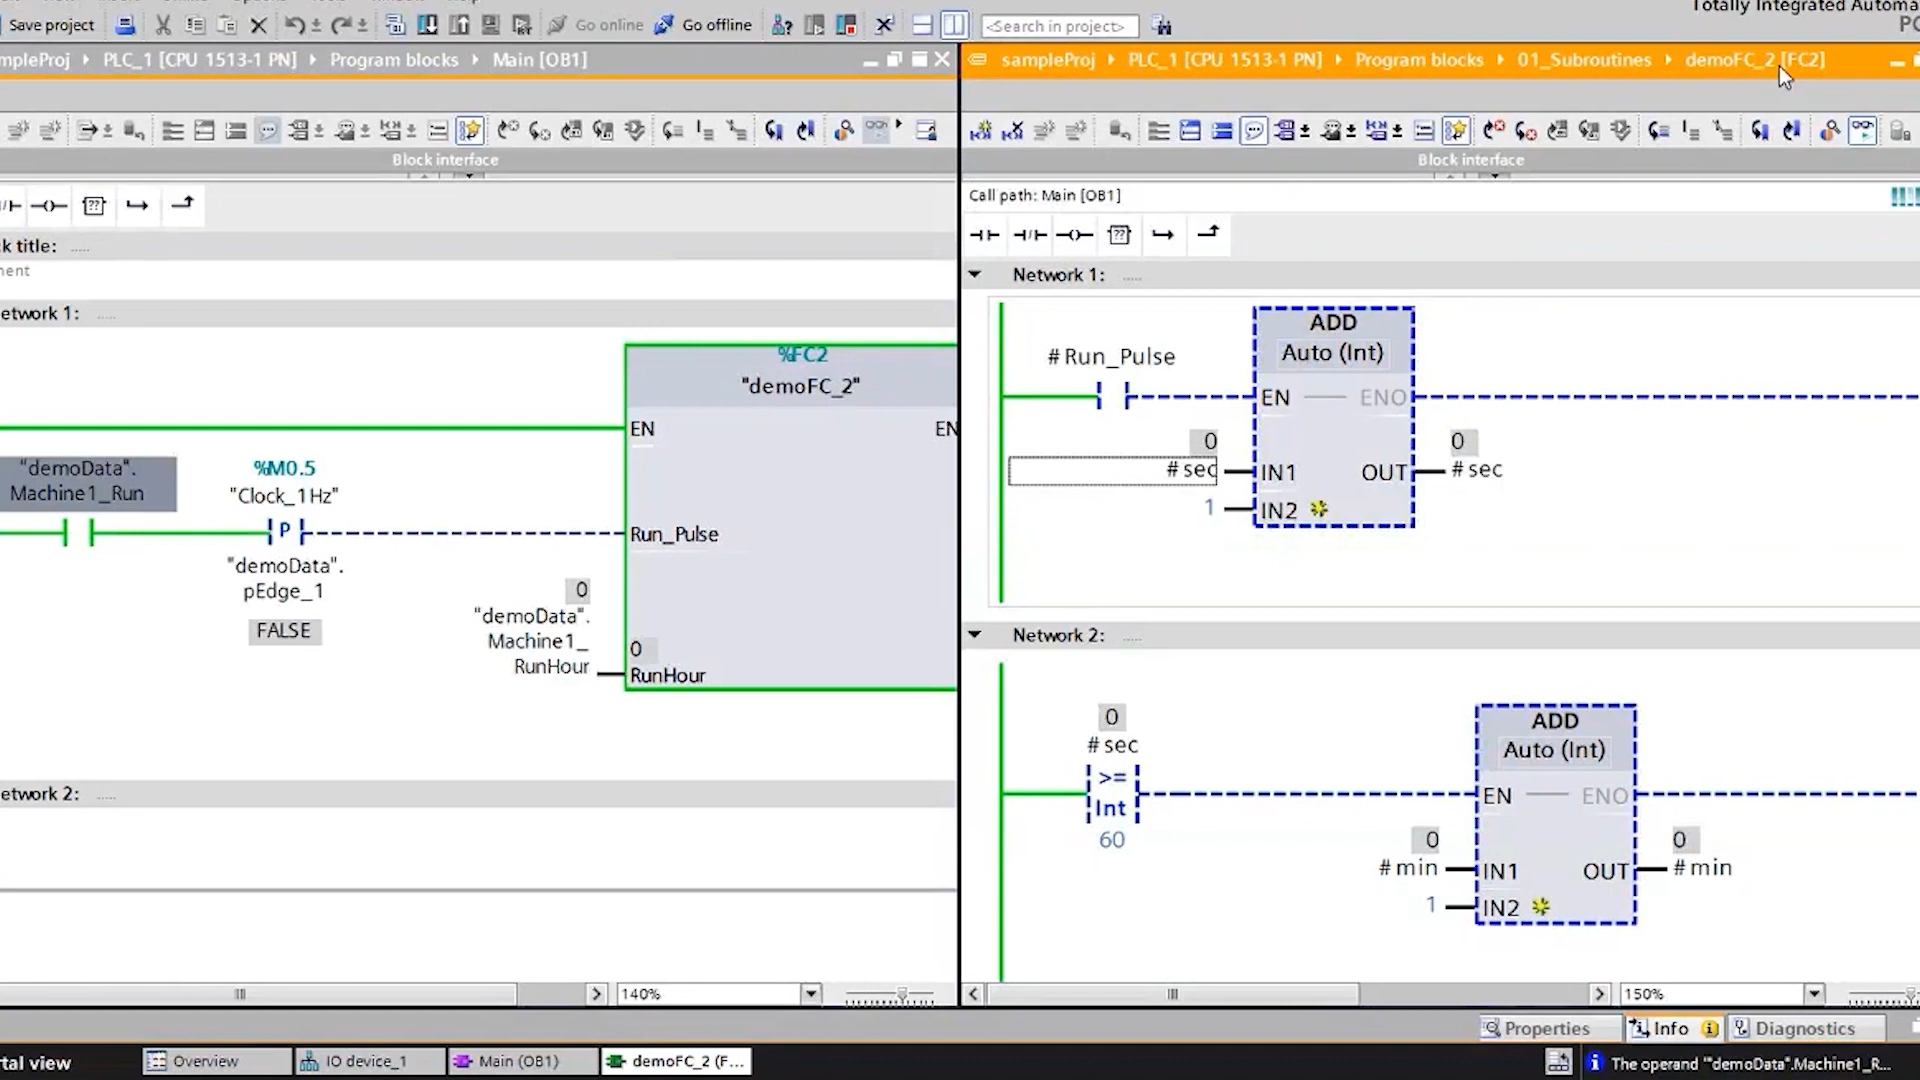 Totally Integrated Automa
Save project
Go online
Go offline
<Search in project>
mpleProj PLC_1 [CPU 1513-1 PN] Program blocks Main [OB1]
Block interface
ck title: .....
ment
etwork 1: .....
%FC2
"demoFC_2"
EN
EN
"demoData".
Machine1_Run
%M0.5
"Clock_1Hz"
P
"demoData".
pEdge_1
FALSE
Run_Pulse
0
"demoData".
Machine1_
RunHour
0
RunHour
etwork 2: .....
140%
sampleProj PLC_1 [CPU 1513-1 PN] Program blocks 01_Subroutines demoFC_2 [FC2]
Block interface
Call path: Main [OB1]
Network 1: .....
#Run_Pulse
ADD
Auto (Int)
EN ENO
0
#sec
IN1 OUT
0
#sec
1
IN2
Network 2: .....
0
#sec
>=
Int
60
ADD
Auto (Int)
EN ENO
0
#min
IN1 OUT
0
#min
1
IN2
150%
Properties Info Diagnostics
rtal view Overview IO device_1 Main (OB1) demoFC_2 (F... The operand '"demoData".Machine1_R...